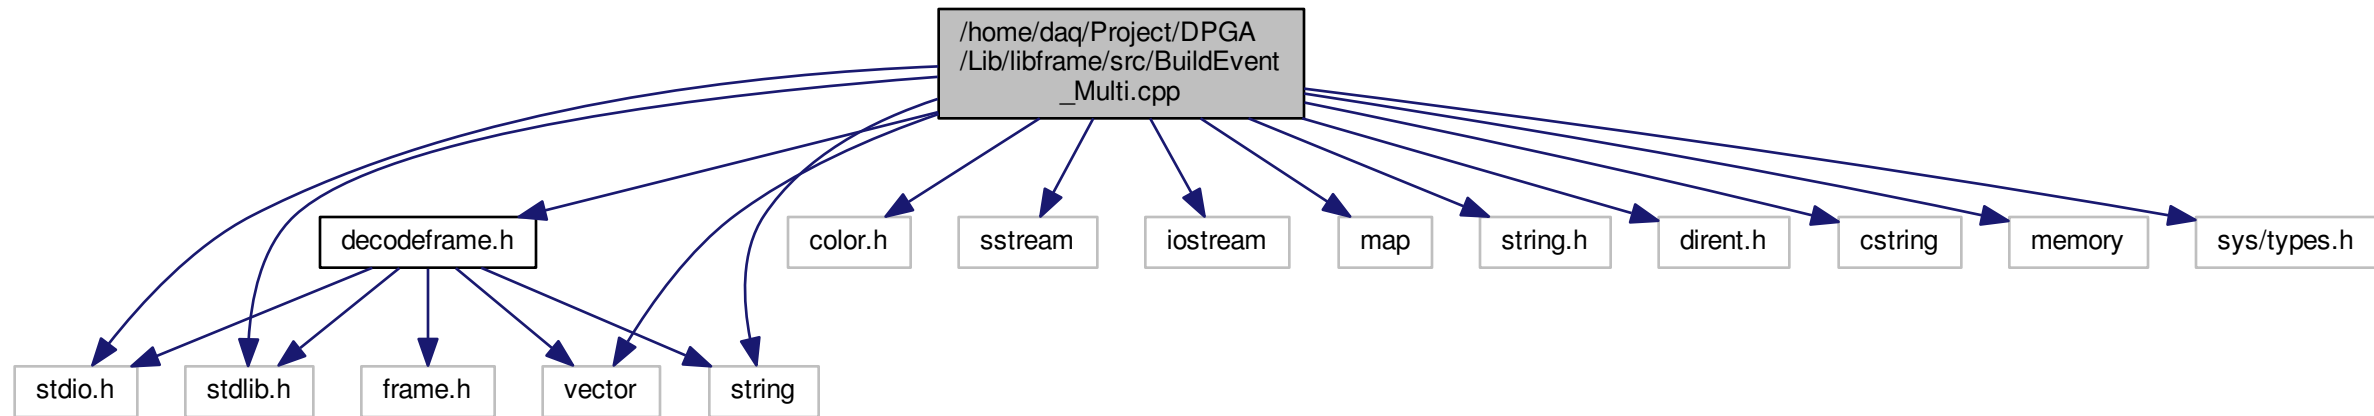 /home/daq/Project/DPGA
/Lib/libframe/src/BuildEvent
_Multi.cpp
decodeframe.h
color.h
sstream
iostream
map
string.h
dirent.h
cstring
memory
sys/types.h
stdio.h
stdlib.h
frame.h
vector
string